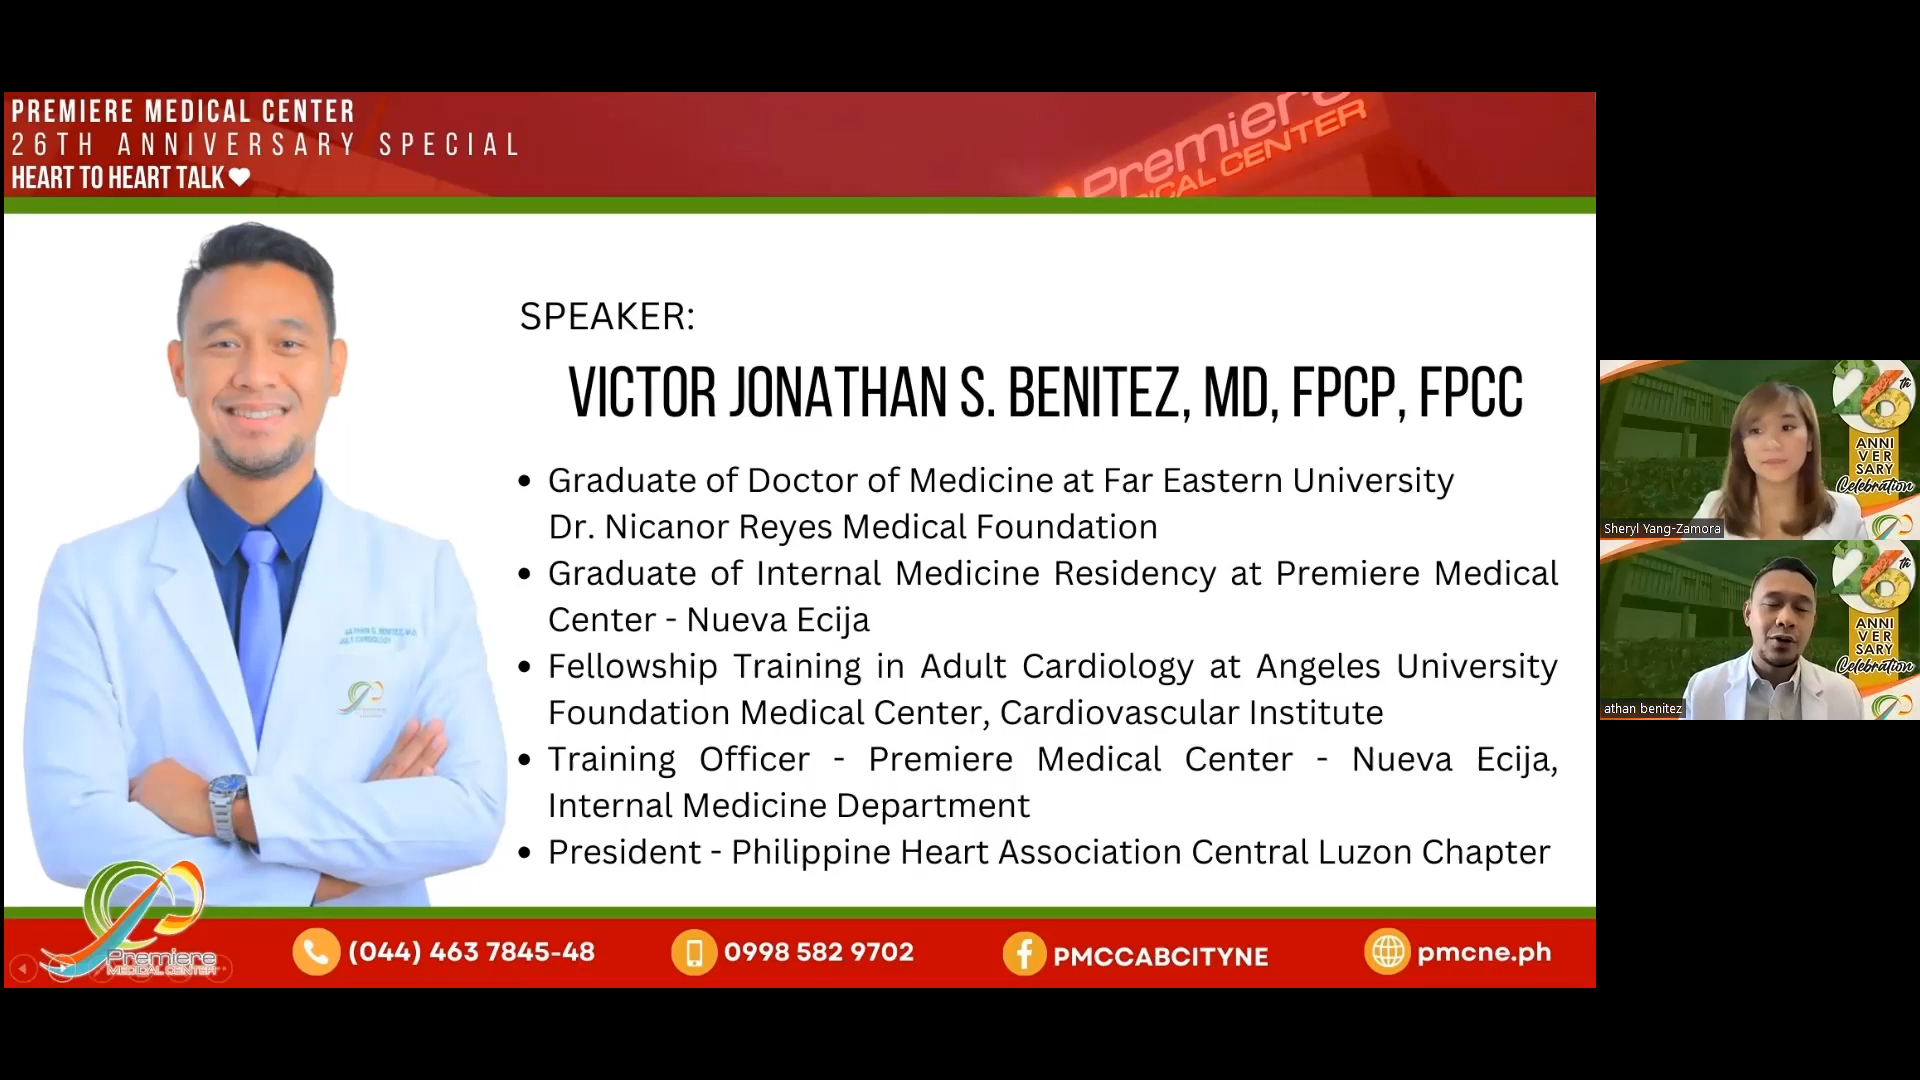 PREMIERE MEDICAL CENTER
26TH ANNIVERSARY SPECIAL
HEART TO HEART TALK
Premiere
MEDICAL CENTER
SPEAKER:
VICTOR JONATHAN S. BENITEZ, MD, FPCP, FPCC
• Graduate of Doctor of Medicine at Far Eastern University
Dr. Nicanor Reyes Medical Foundation
• Graduate of Internal Medicine Residency at Premiere Medical
Center - Nueva Ecija
• Fellowship Training in Adult Cardiology at Angeles University
Foundation Medical Center, Cardiovascular Institute
• Training Officer - Premiere Medical Center - Nueva Ecija,
Internal Medicine Department
• President - Philippine Heart Association Central Luzon Chapter
Premiere
MEDICAL CENTER
(044) 463 7845-48
0998 582 9702
PMCCABCITYNE
pmcne.ph
26th
ANNI
VER
SARY
Celebration
Sheryl Yang-Zamora
26th
ANNI
VER
SARY
Celebration
athan benitez